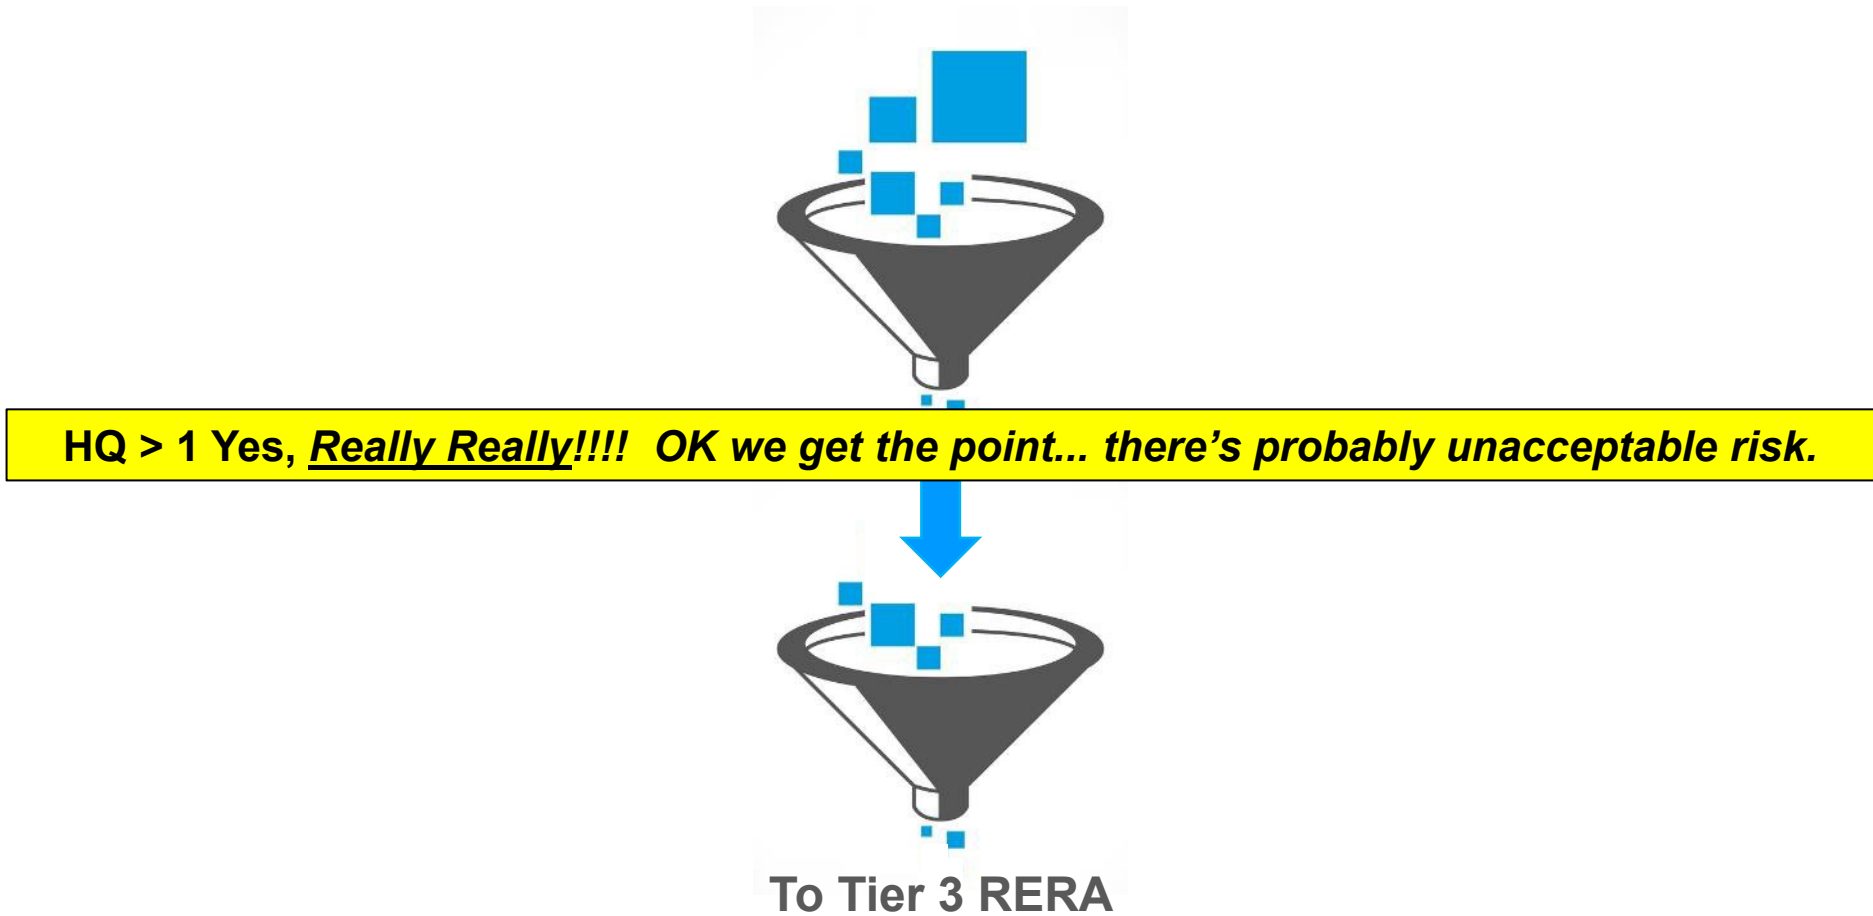 HQ > 1 Yes, Really Really!!!!  OK we get the point... there’s probably unacceptable risk.
To Tier 3 RERA